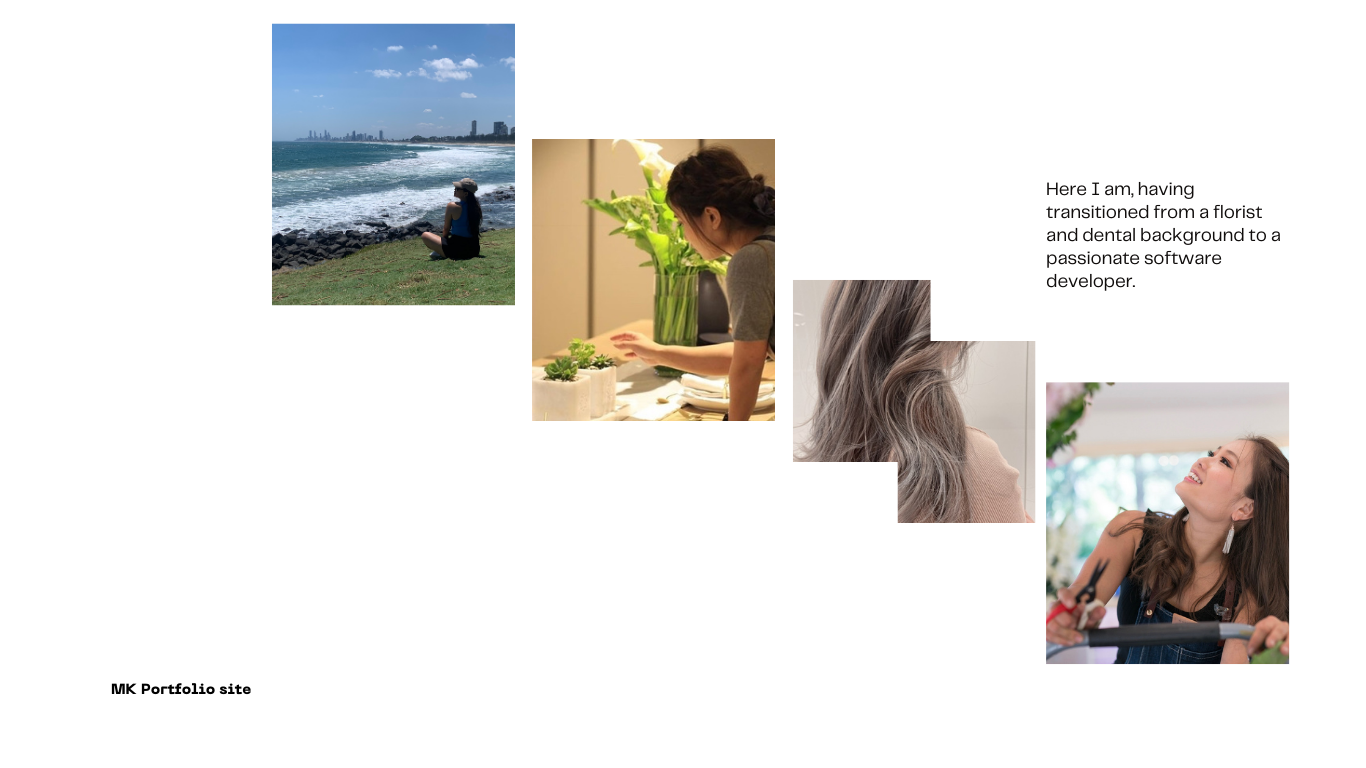 Here I am, having
transitioned from a florist
and dental background to a
passionate software
developer.
MK Portfolio site